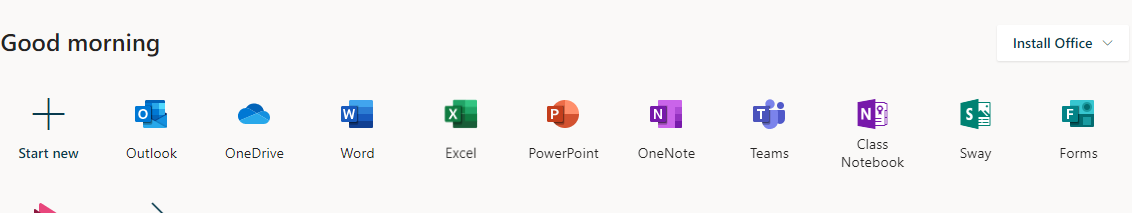 Good morning
Install Office
Start new
Outlook
OneDrive
Word
Excel
PowerPoint
OneNote
Teams
Class
Notebook
Sway
Forms